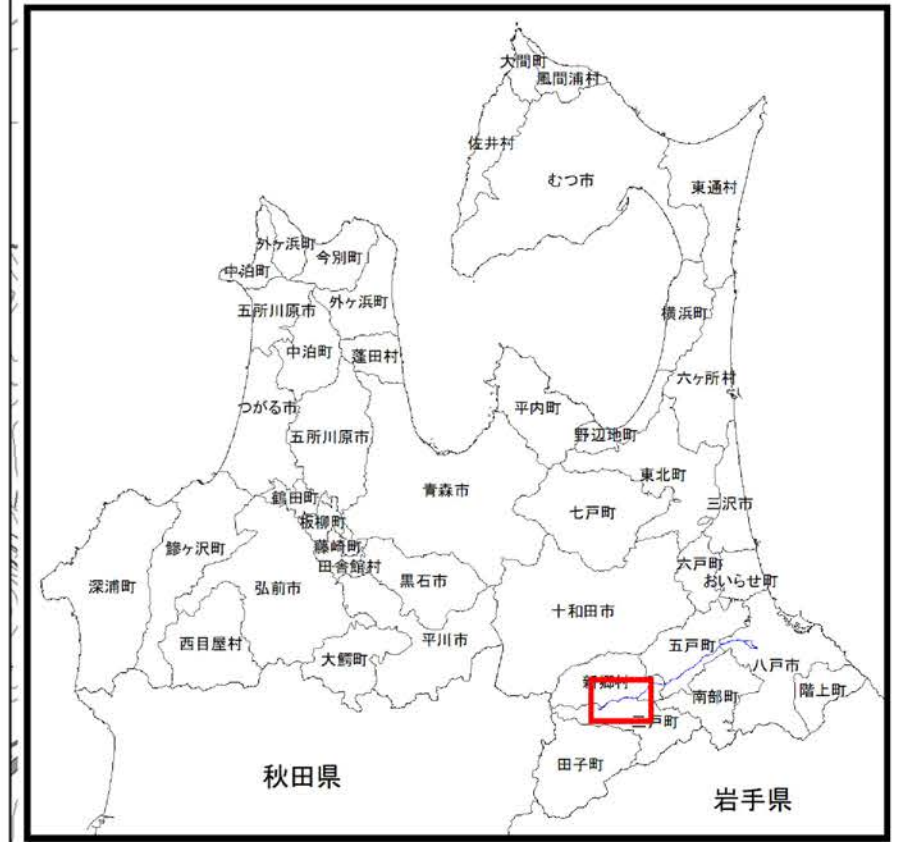 大間町
風間浦村
佐井村
むつ市
東通村
外ヶ浜町
今別町
中泊町
外ヶ浜町
五所川原市
横浜町
中泊町
蓬田村
六ヶ所村
つがる市
平内町
五所川原市
野辺地町
東北町
青森市
鶴田町
三沢市
七戸町
板柳町
藤崎町
鰺ヶ沢町
六戸町
田舎館村
黒石市
おいらせ町
深浦町
弘前市
十和田市
西目屋村
平川市
五戸町
大鰐町
八戸市
新郷村
階上町
南部町
三戸町
田子町
秋田県
岩手県